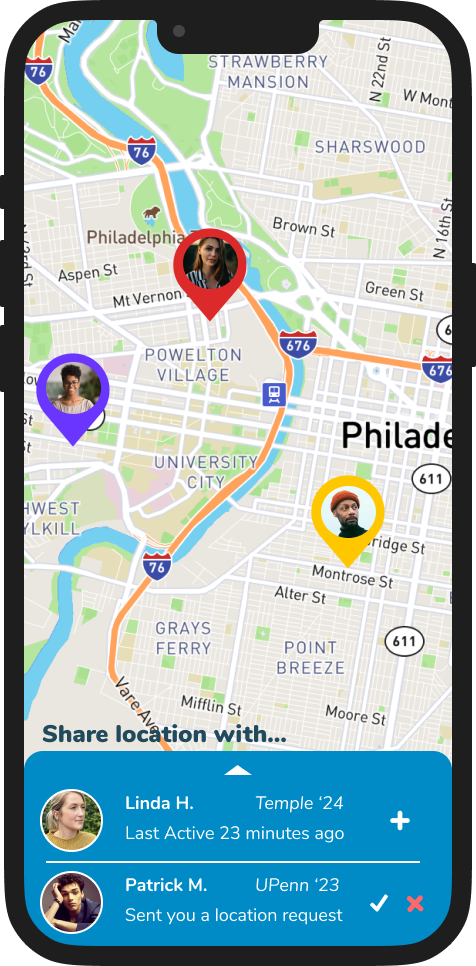 STRAWBERRY
MANSION
N 22nd St
76
W Mont
76
SHARSWOOD
N 16th St
Brown St
Philadelphia
Aspen St
Mt Vernon
Green St
676
676
POWELTON
VILLAGE
Philade
UNIVERSITY
CITY
611
HWEST
YLKILL
ridge St
76
Montrose St
Alter St
GRAYS
FERRY
611
POINT
BREEZE
Vare Ave
Mifflin St
Moore St
Share location with...
Linda H. Temple ‘24
Last Active 23 minutes ago
Patrick M. UPenn ‘23
Sent you a location request